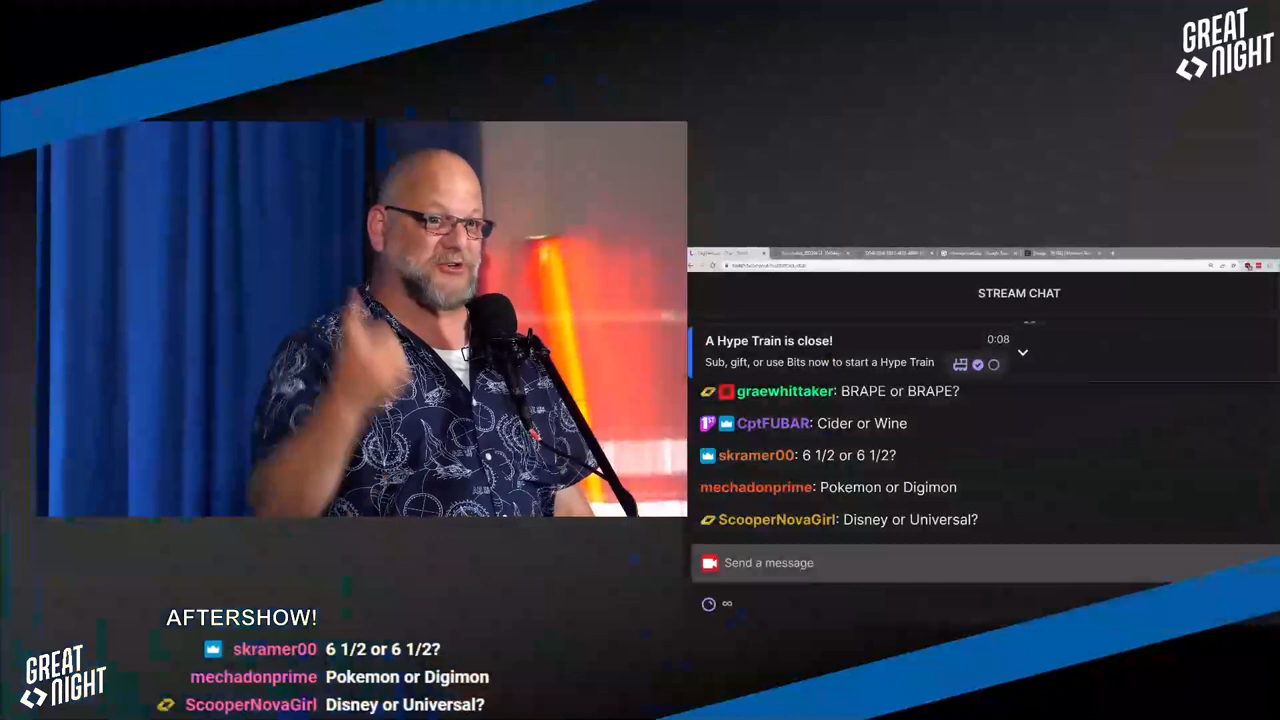 GREAT
NIGHT
STREAM CHAT
A Hype Train is close!
0:08
Sub, gift, or use Bits now to start a Hype Train
graewhittaker: BRAPE or BRAPE?
CptFUBAR: Cider or Wine
skramer00: 6 1/2 or 6 1/2?
mechadonprime: Pokemon or Digimon
ScooperNovaGirl: Disney or Universal?
Send a message
∞
AFTERSHOW!
skramer00 6 1/2 or 6 1/2?
mechadonprime Pokemon or Digimon
ScooperNovaGirl Disney or Universal?
GREAT
NIGHT